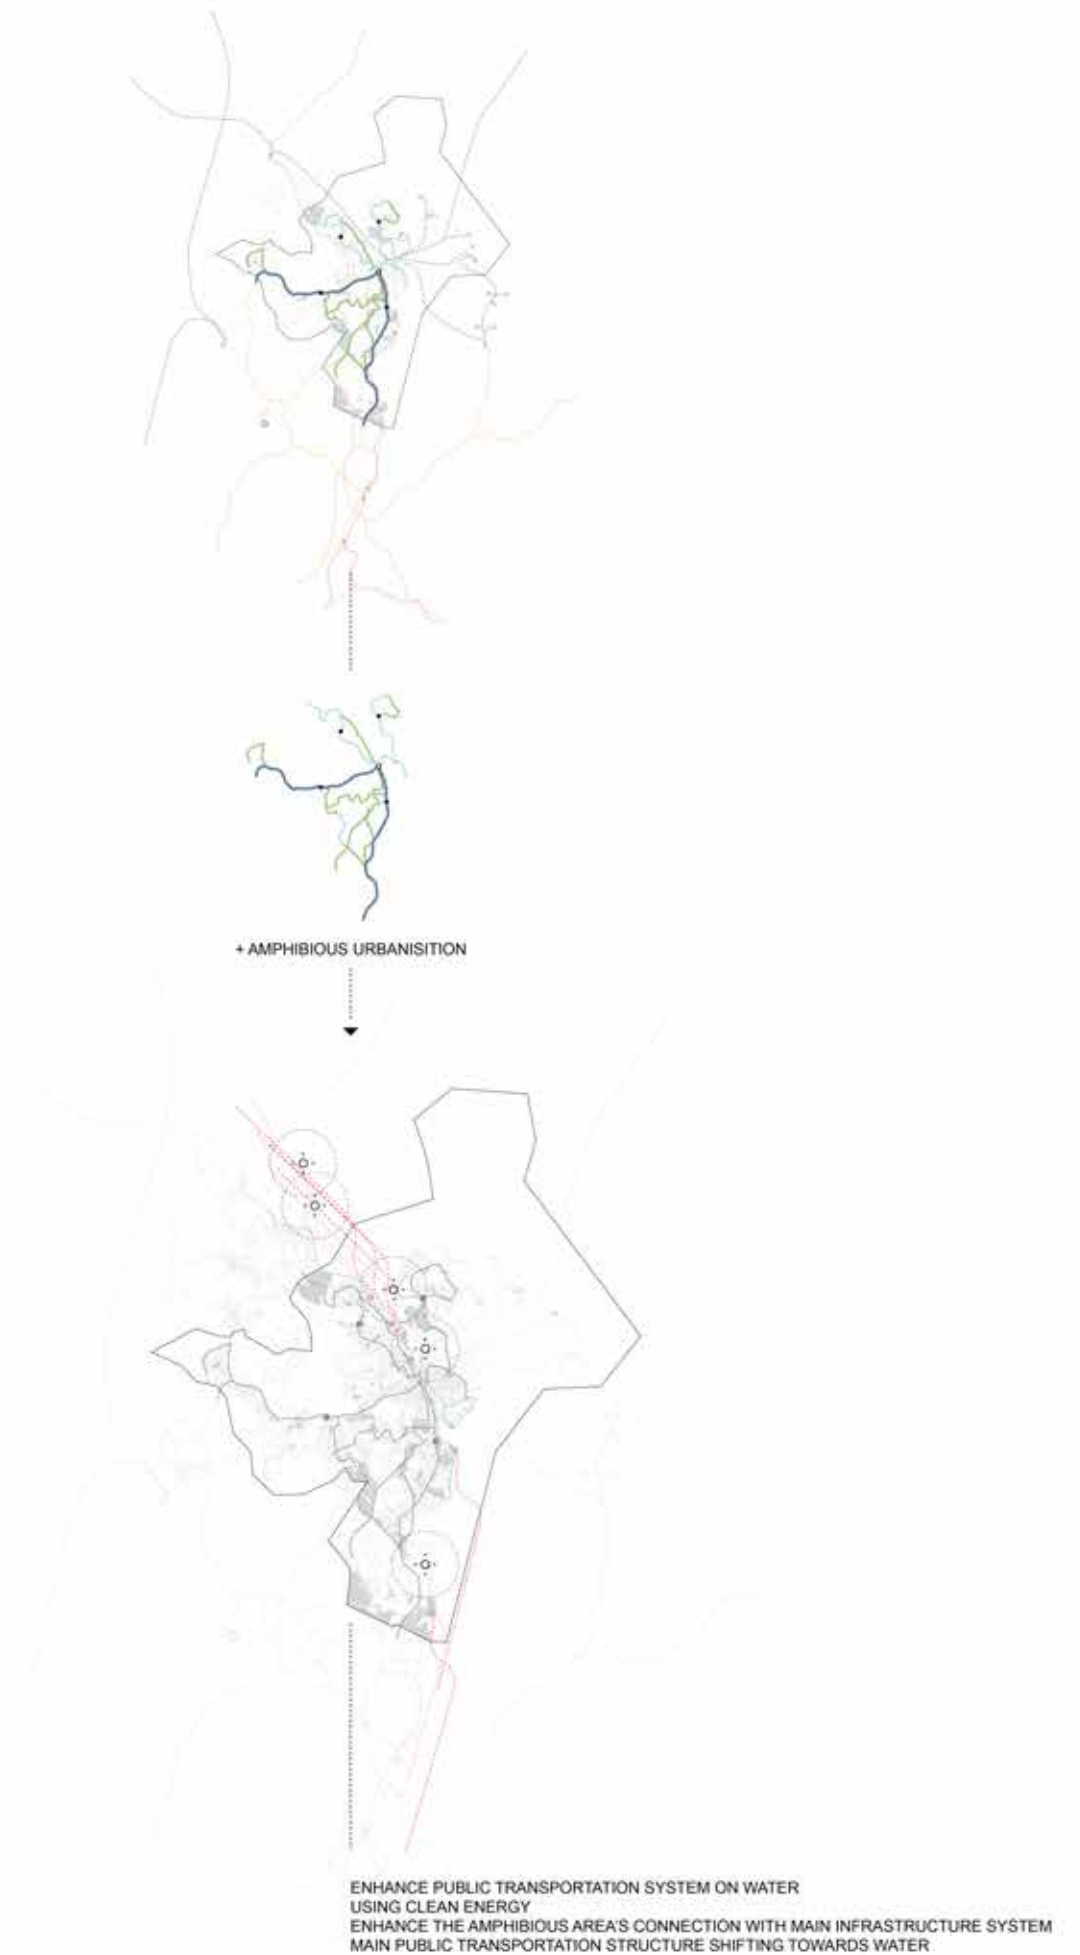 + AMPHIBIOUS URBANISITION
ENHANCE PUBLIC TRANSPORTATION SYSTEM ON WATER
USING CLEAN ENERGY
ENHANCE THE AMPHIBIOUS AREA'S CONNECTION WITH MAIN INFRASTRUCTURE SYSTEM
MAIN PUBLIC TRANSPORTATION STRUCTURE SHIFTING TOWARDS WATER